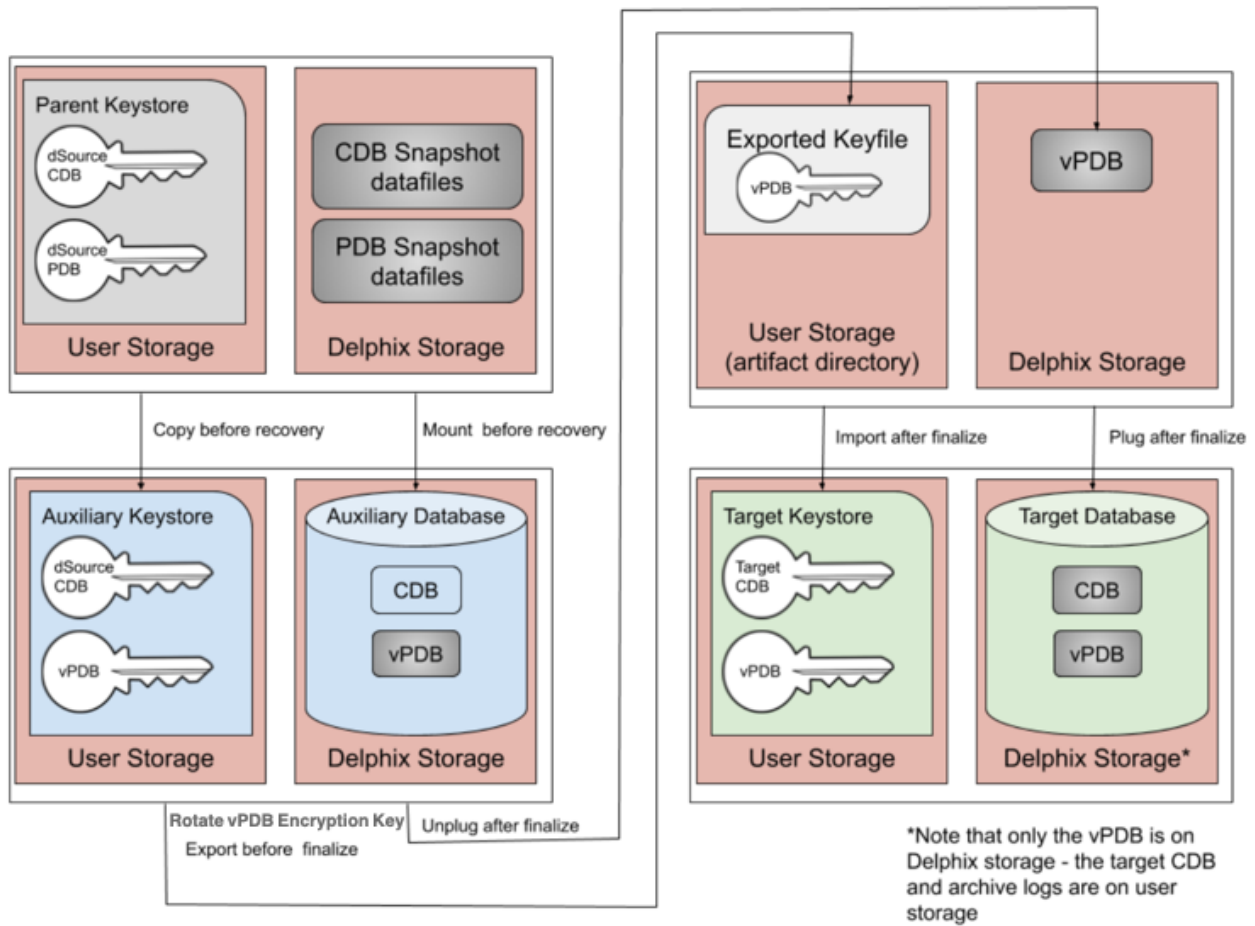 Parent Keystore
dSource
CDB
dSource
PDB
User Storage
CDB Snapshot
datafiles
PDB Snapshot
datafiles
Delphix Storage
Copy before recovery
Mount before recovery
Auxiliary Keystore
dSource
CDB
vPDB
User Storage
Auxiliary Database
CDB
vPDB
Delphix Storage
Rotate vPDB Encryption Key
Export before finalize
Unplug after finalize
Exported Keyfile
vPDB
User Storage
(artifact directory)
vPDB
Delphix Storage
Import after finalize
Plug after finalize
Target Keystore
Target
CDB
vPDB
User Storage
Target Database
CDB
vPDB
Delphix Storage*
*Note that only the vPDB is on
Delphix storage - the target CDB
and archive logs are on user
storage